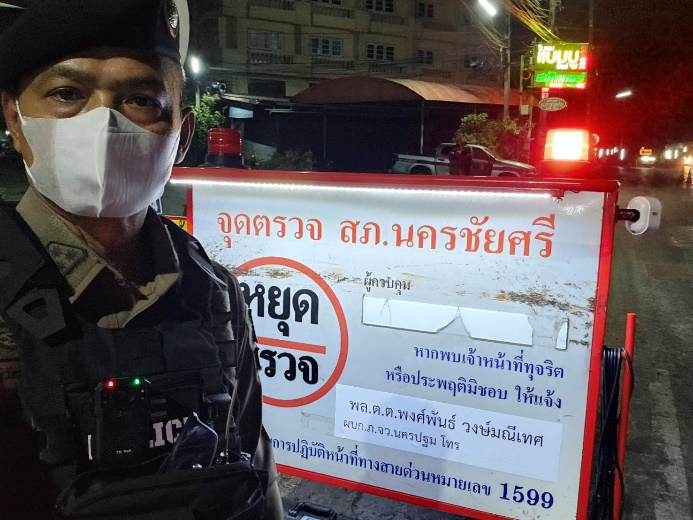 แป๊บนุง
จุดตรวจ สภ.นครชัยศรี
หยุด
ตรวจ
ผู้ควบคุม
หากพบเจ้าหน้าที่ทุจริต
หรือประพฤติมิชอบ ให้แจ้ง
พล.ต.ต.พงศ์พันธ์ วงษ์มณีเทศ
ผบก.ภ.จว.นครปฐม โทร
การปฏิบัติหน้าที่ทางสายด่วนหมายเลข 1599
LICE